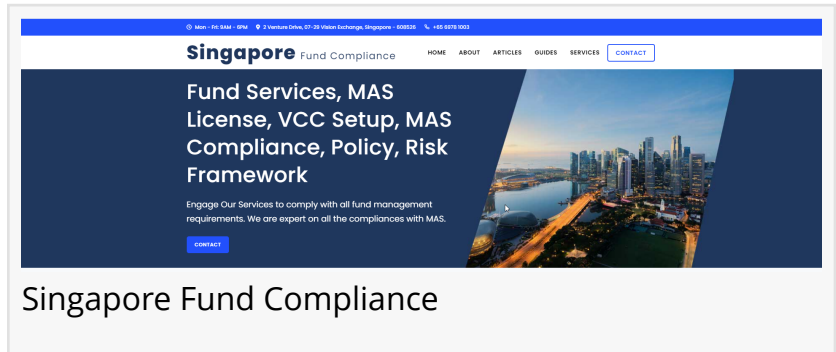 Mon - Fri: 9AM - 6PM 2 Venture Drive, 07-29 Vision Exchange, Singapore - 608526 +65 6978 1003
Singapore Fund Compliance HOME ABOUT ARTICLES GUIDES SERVICES CONTACT
Fund Services, MAS
License, VCC Setup, MAS
Compliance, Policy, Risk
Framework
Engage Our Services to comply with all fund management
requirements. We are expert on all the compliances with MAS.
CONTACT
Singapore Fund Compliance